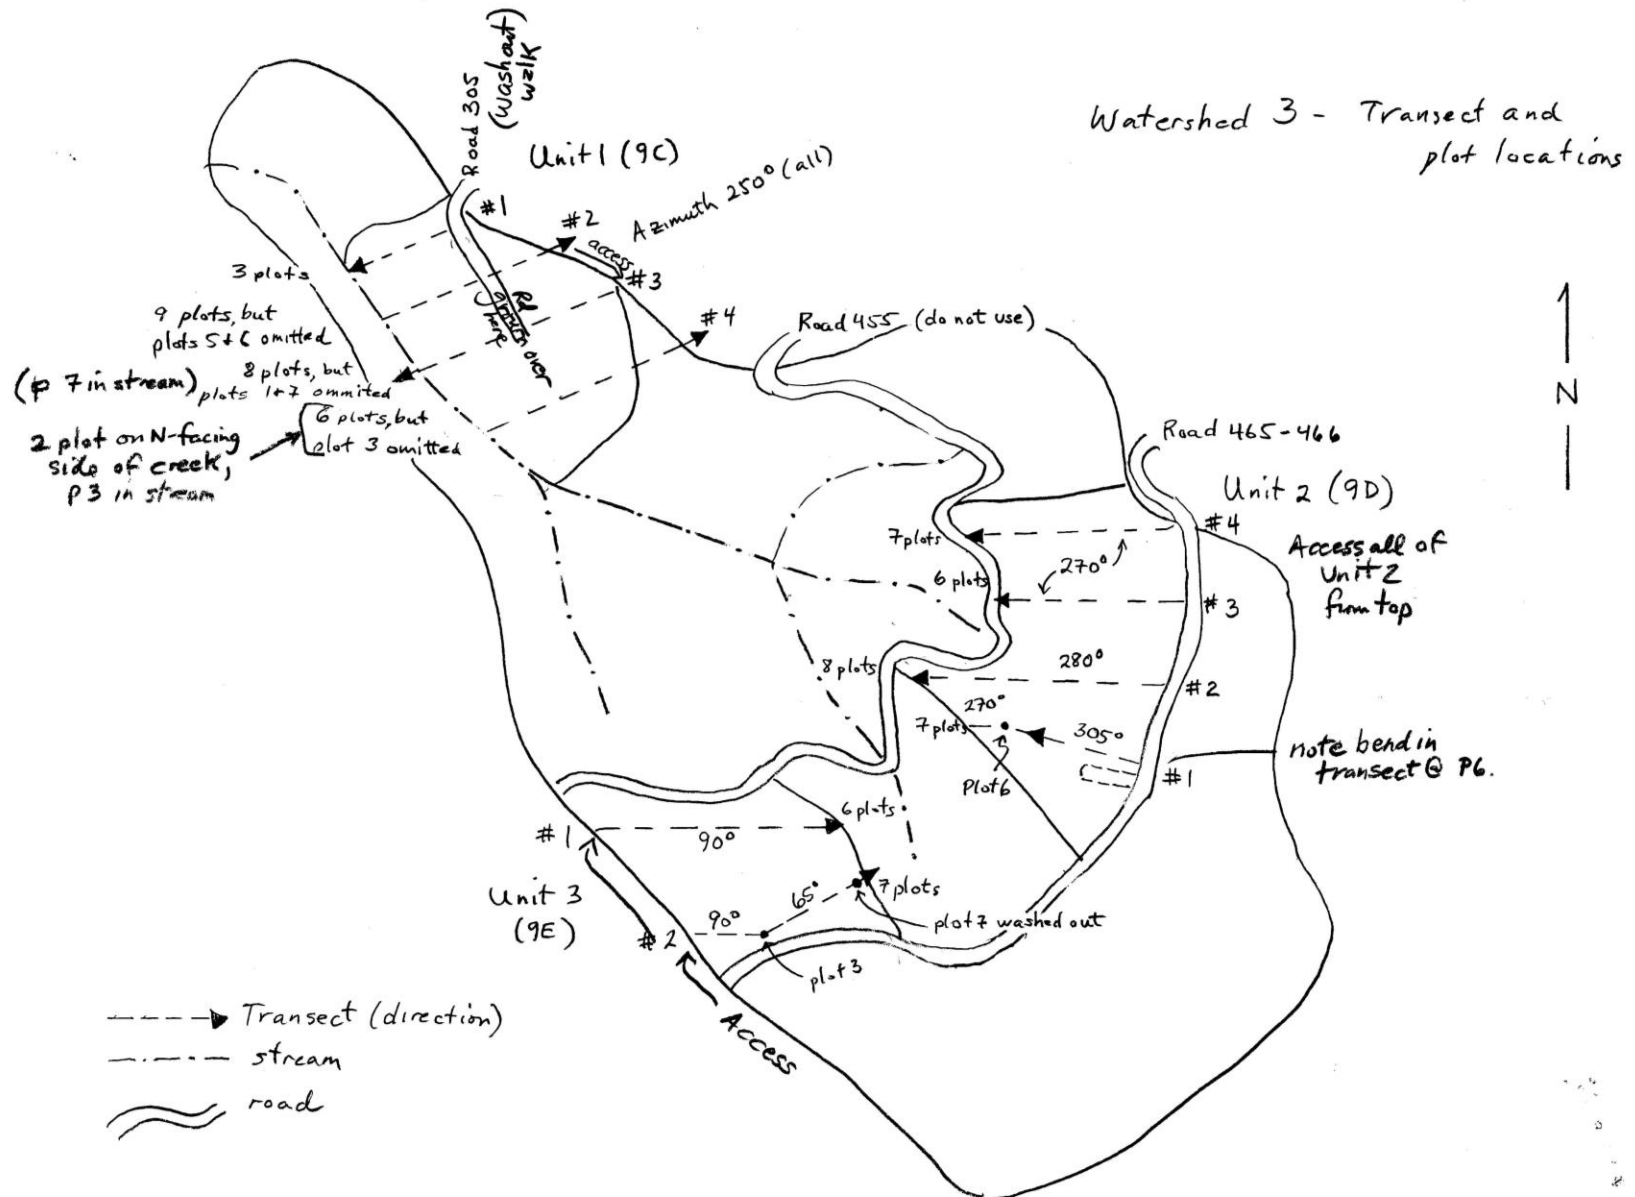 Watershed 3 - Transect and
plot locations
Road 305
(Washout)
walk
Unit 1 (9C)
Azimuth 250° (all)
#1
#2
access
#3
#4
Rd
grown over
here
3 plots
9 plots, but
plots 5+6 omitted
(p 7 in stream)
8 plots, but
plots 1+7 ommited
6 plots, but
plot 3 omitted
2 plot on N-facing
side of creek,
p 3 in stream
Road 455 (do not use)
N
Road 465-466
Unit 2 (9D)
#4
Access all of
Unit 2
from top
7 plots
270°
6 plots
#3
8 plots
280°
#2
270°
7 plots
305°
Plot 6
#1
note bend in
transect @ P6.
6 plots
#1
90°
Unit 3
(9E)
65°
7 plots
90°
#2
plot 7 washed out
plot 3
Access
Transect (direction)
stream
road